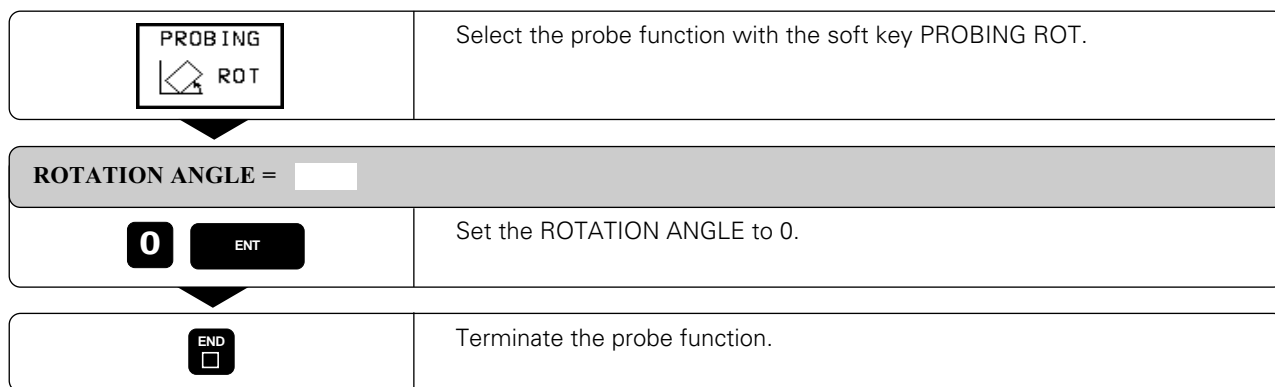 PROBING
ROT
Select the probe function with the soft key PROBING ROT.
ROTATION ANGLE =
0 ENT
Set the ROTATION ANGLE to 0.
END
Terminate the probe function.